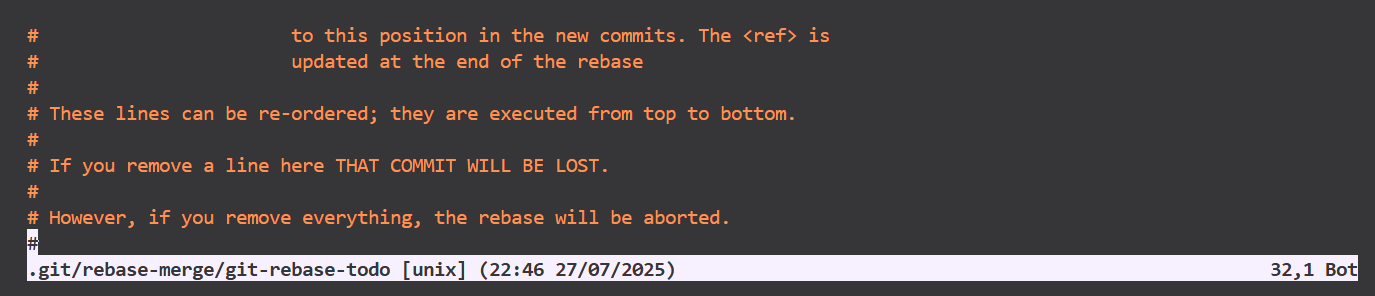 #                       to this position in the new commits. The <ref> is
#                       updated at the end of the rebase
#
# These lines can be re-ordered; they are executed from top to bottom.
#
# If you remove a line here THAT COMMIT WILL BE LOST.
#
# However, if you remove everything, the rebase will be aborted.
#
.git/rebase-merge/git-rebase-todo [unix] (22:46 27/07/2025) 32,1 Bot